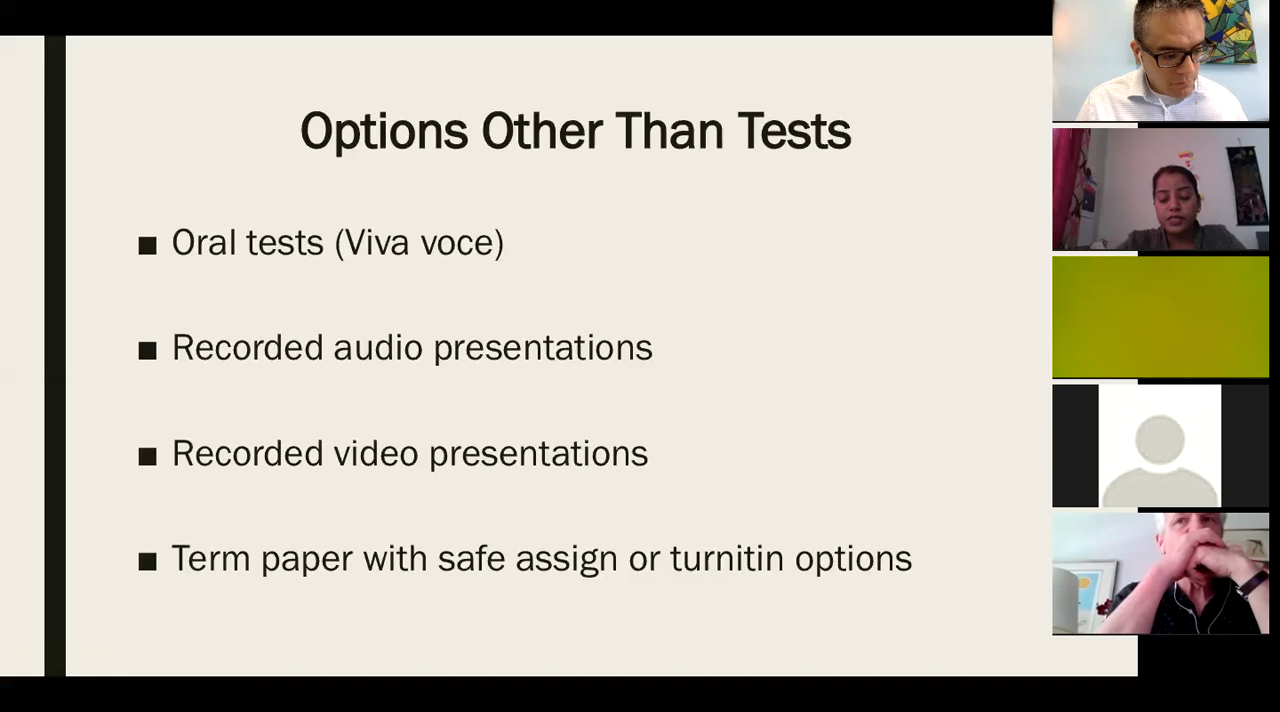 Options Other Than Tests
■ Oral tests (Viva voce)
■ Recorded audio presentations
■ Recorded video presentations
■ Term paper with safe assign or turnitin options